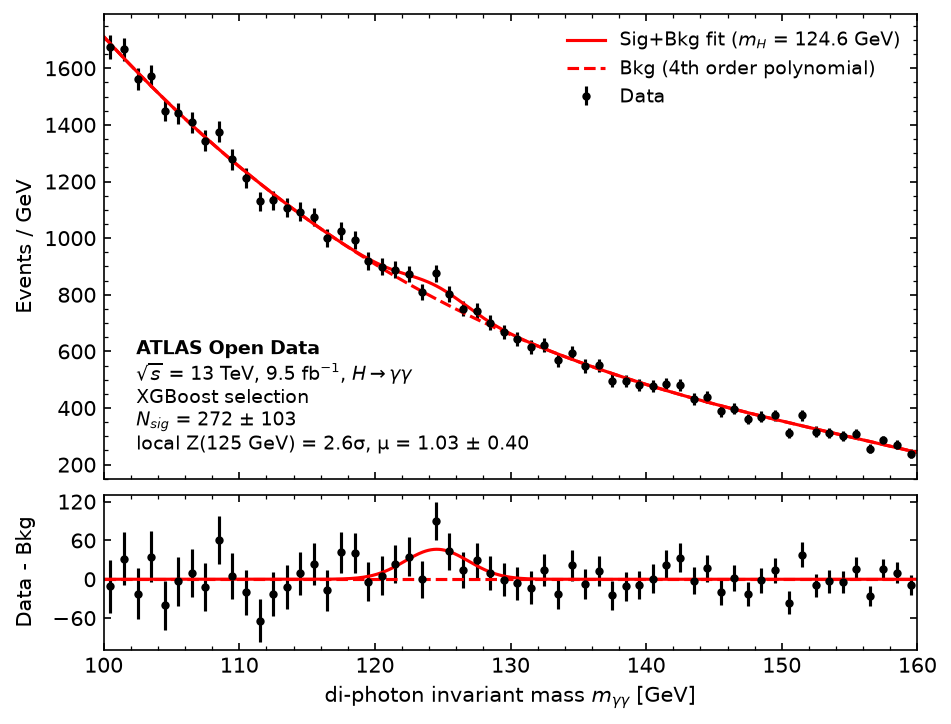 Sig+Bkg fit (m_H = 124.6 GeV)
Bkg (4th order polynomial)
Data
Events / GeV
1600
1400
1200
1000
800
600
400
200
ATLAS Open Data
√s = 13 TeV, 9.5 fb⁻¹, H→γγ
XGBoost selection
N_sig = 272 ± 103
local Z(125 GeV) = 2.6σ, μ = 1.03 ± 0.40
Data - Bkg
120
60
0
−60
100 110 120 130 140 150 160
di-photon invariant mass m_γγ [GeV]